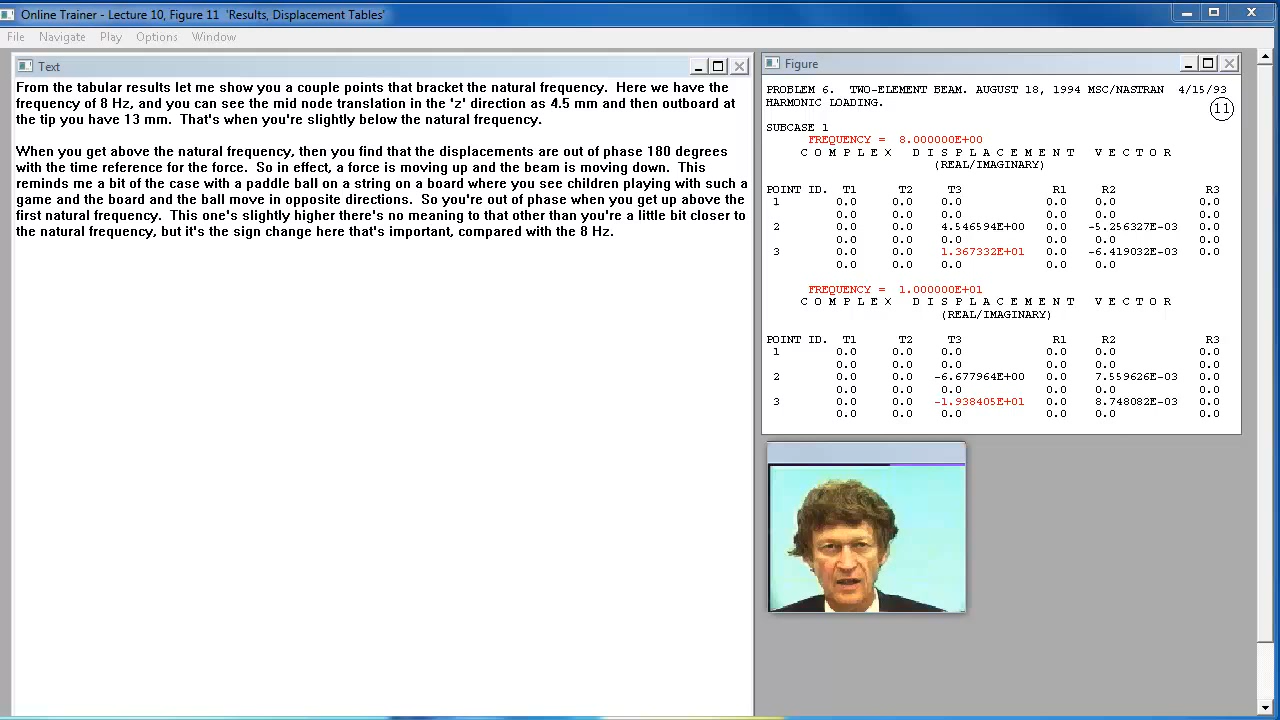 Online Trainer - Lecture 10, Figure 11 'Results, Displacement Tables'
File Navigate Play Options Window
Text
From the tabular results let me show you a couple points that bracket the natural frequency. Here we have the
frequency of 8 Hz, and you can see the mid node translation in the 'z' direction as 4.5 mm and then outboard at
the tip you have 13 mm. That's when you're slightly below the natural frequency.
When you get above the natural frequency, then you find that the displacements are out of phase 180 degrees
with the time reference for the force. So in effect, a force is moving up and the beam is moving down. This
reminds me a bit of the case with a paddle ball on a string on a board where you see children playing with such a
game and the board and the ball move in opposite directions. So you're out of phase when you get up above the
first natural frequency. This one's slightly higher there's no meaning to that other than you're a little bit closer to
the natural frequency, but it's the sign change here that's important, compared with the 8 Hz.
Figure
PROBLEM 6. TWO-ELEMENT BEAM. AUGUST 18, 1994 MSC/NASTRAN 4/15/93
HARMONIC LOADING. 11
SUBCASE 1
FREQUENCY = 8.000000E+00
C O M P L E X D I S P L A C E M E N T V E C T O R
(REAL/IMAGINARY)
POINT ID. T1 T2 T3 R1 R2 R3
1 0.0 0.0 0.0 0.0 0.0 0.0
0.0 0.0 0.0 0.0 0.0 0.0
2 0.0 0.0 4.546594E+00 0.0 -5.256327E-03 0.0
0.0 0.0 0.0 0.0 0.0 0.0
3 0.0 0.0 1.367332E+01 0.0 -6.419032E-03 0.0
0.0 0.0 0.0 0.0 0.0 0.0
FREQUENCY = 1.000000E+01
C O M P L E X D I S P L A C E M E N T V E C T O R
(REAL/IMAGINARY)
POINT ID. T1 T2 T3 R1 R2 R3
1 0.0 0.0 0.0 0.0 0.0 0.0
0.0 0.0 0.0 0.0 0.0 0.0
2 0.0 0.0 -6.677964E+00 0.0 7.559626E-03 0.0
0.0 0.0 0.0 0.0 0.0 0.0
3 0.0 0.0 -1.938405E+01 0.0 8.748082E-03 0.0
0.0 0.0 0.0 0.0 0.0 0.0